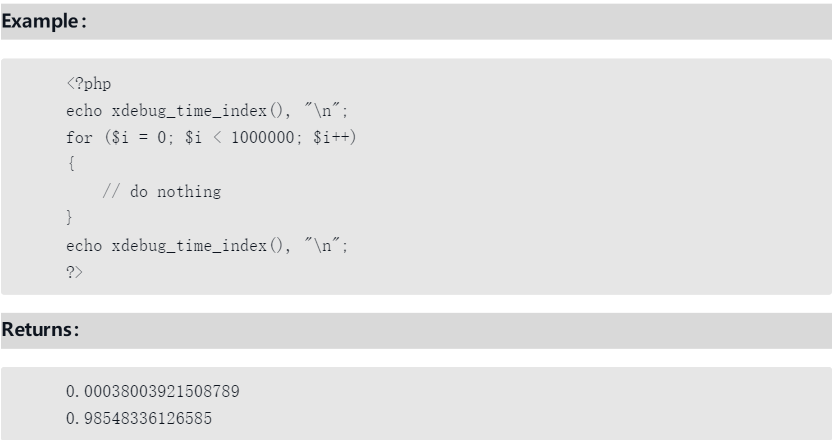 Example:
<?php
echo xdebug_time_index(), "\n";
for ($i = 0; $i < 1000000; $i++)
{
    // do nothing
}
echo xdebug_time_index(), "\n";
?>
Returns:
0.00038003921508789
0.98548336126585